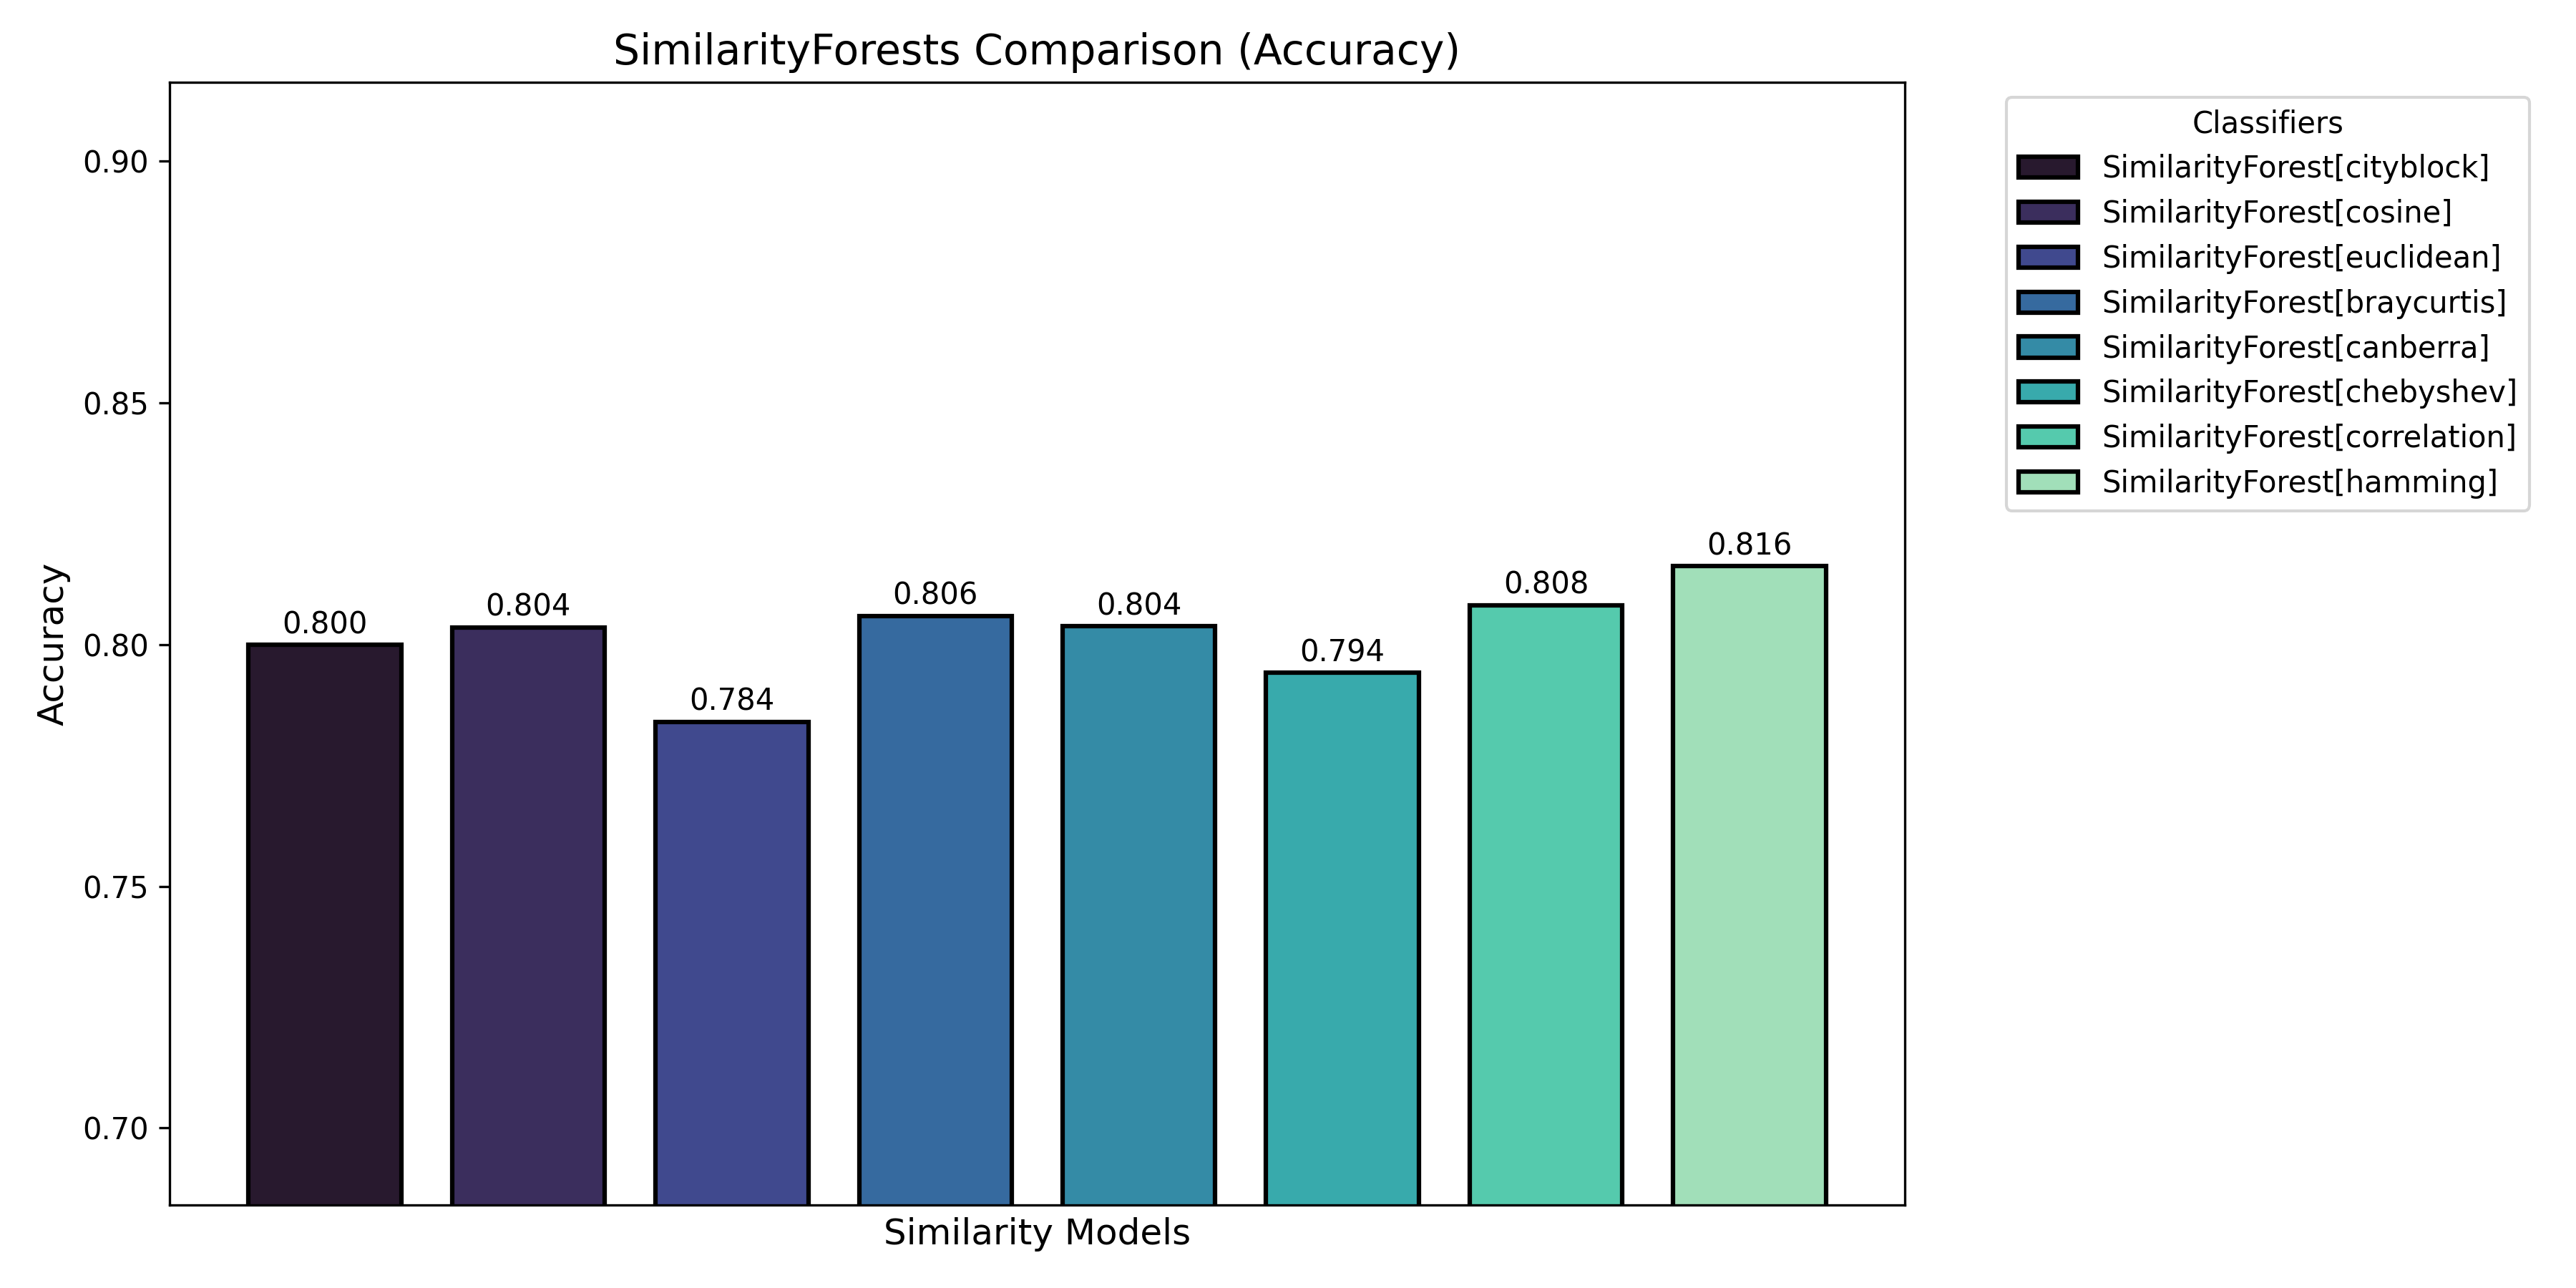 SimilarityForests Comparison (Accuracy)
Accuracy
0.90
0.85
0.80
0.75
0.70
0.800
0.804
0.784
0.806
0.804
0.794
0.808
0.816
Similarity Models
Classifiers
SimilarityForest[cityblock]
SimilarityForest[cosine]
SimilarityForest[euclidean]
SimilarityForest[braycurtis]
SimilarityForest[canberra]
SimilarityForest[chebyshev]
SimilarityForest[correlation]
SimilarityForest[hamming]